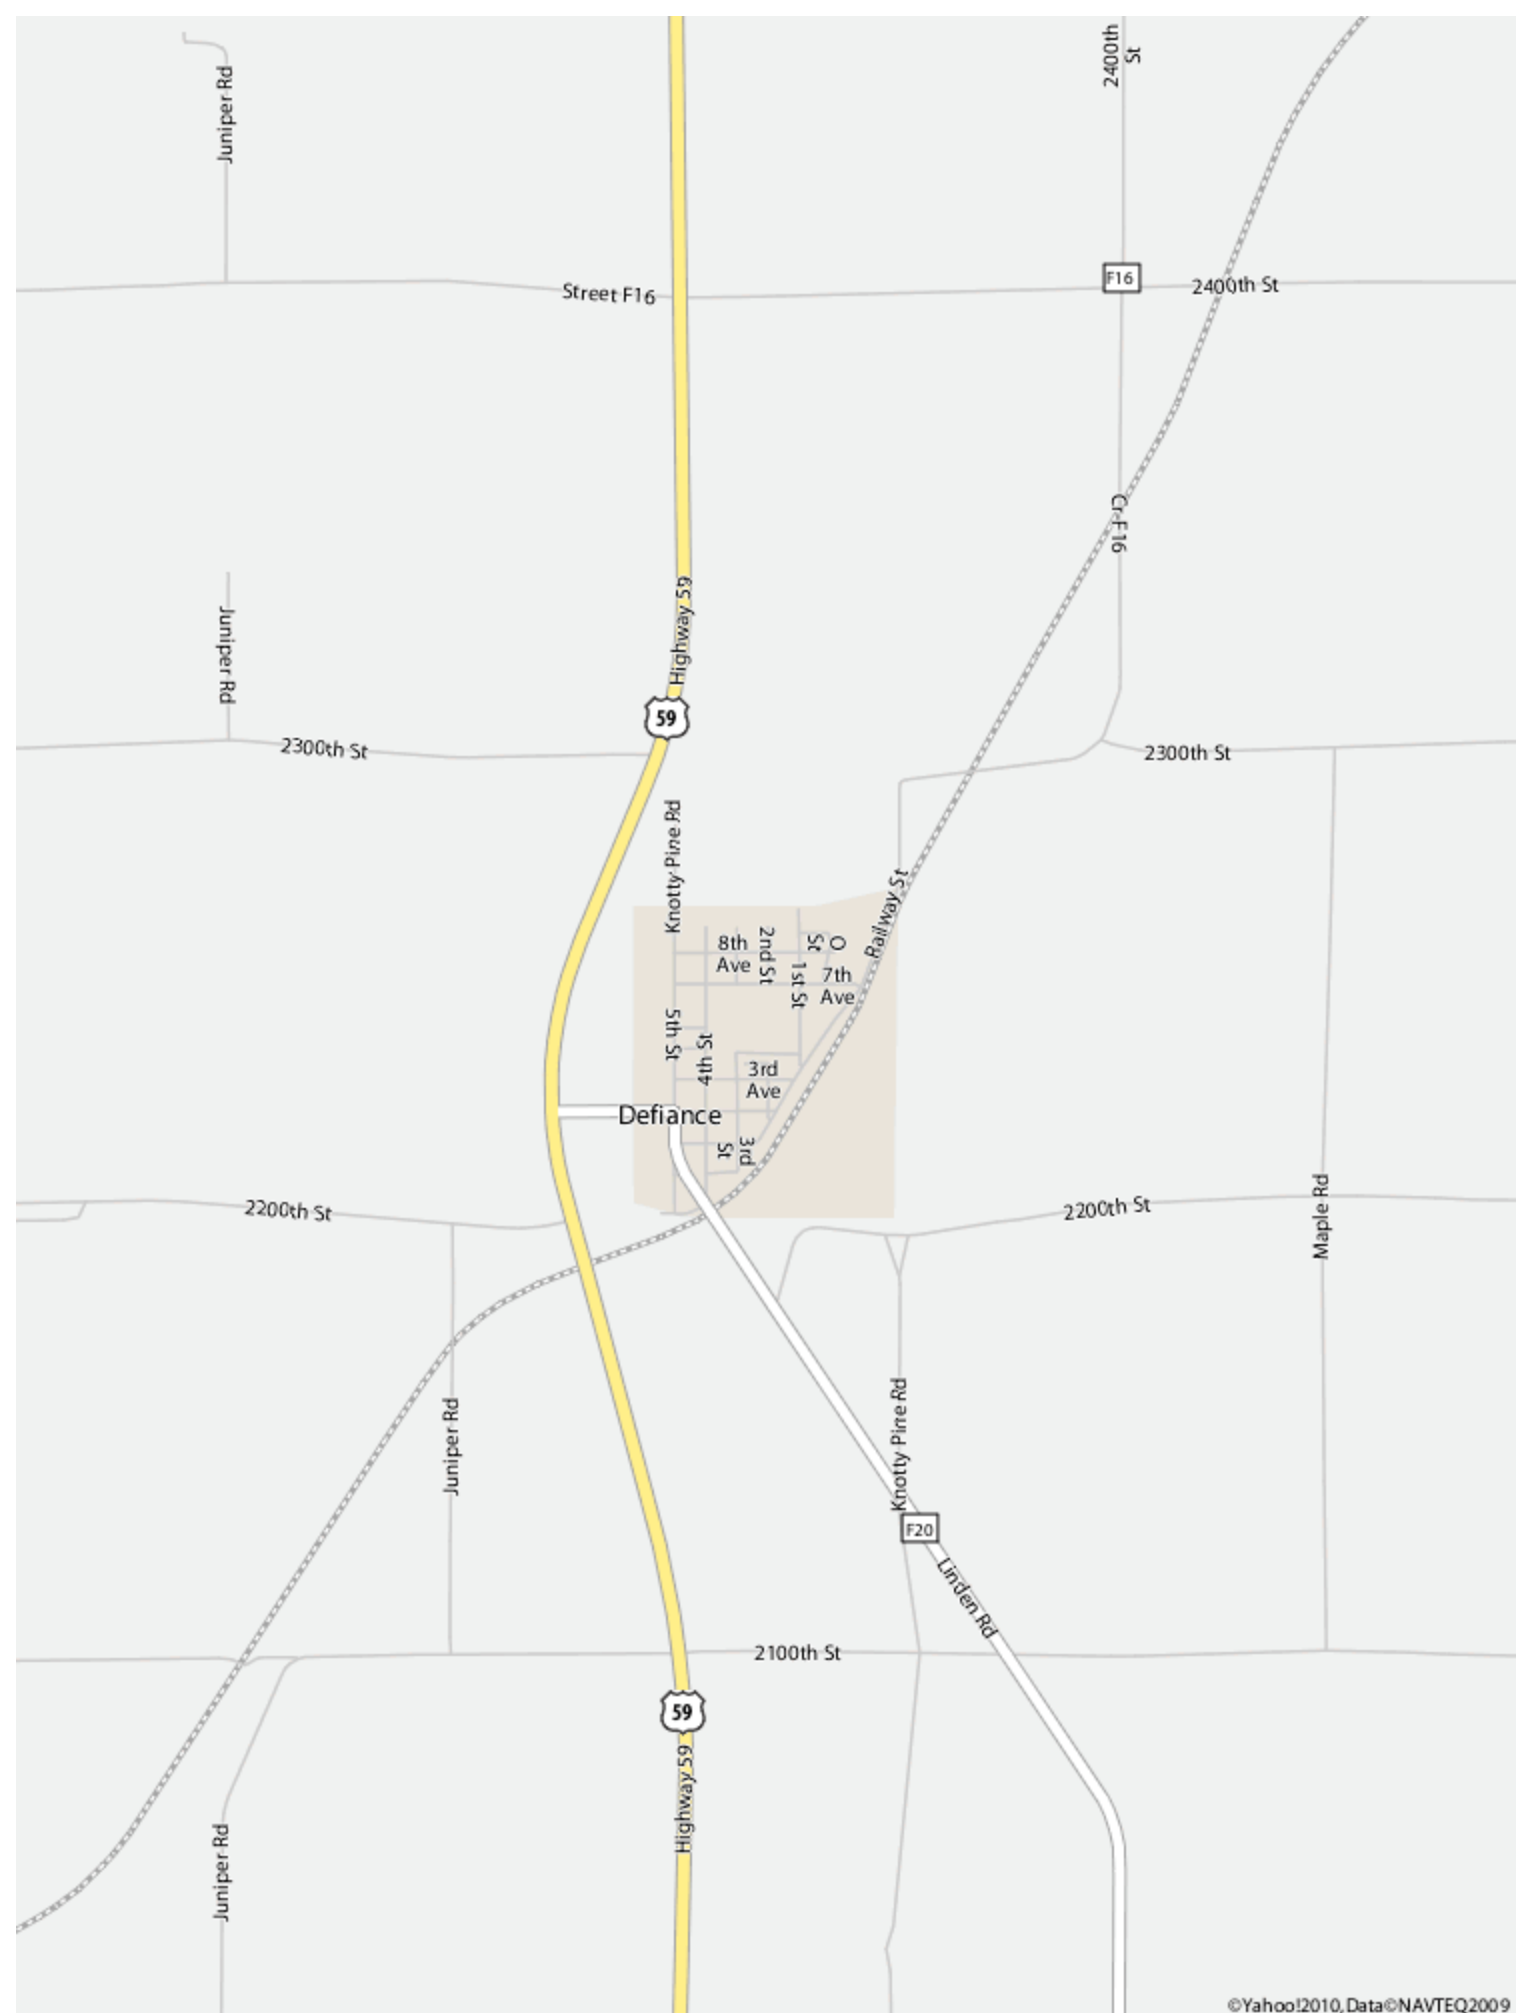 2400th
St
Juniper Rd
F16
2400th St
Street F16
Cr-F16
Highway 59
Juniper Rd
59
2300th St
2300th St
Knotty Pine Rd
Railway St
8th
Ave
2nd St
O
St
1st St
7th
Ave
5th St
4th St
3rd
Ave
Defiance
3rd
St
2200th St
2200th St
Maple Rd
Juniper Rd
Knotty Pine Rd
F20
Linden Rd
2100th St
59
Highway 59
Juniper Rd
©Yahoo!2010, Data©NAVTEQ2009